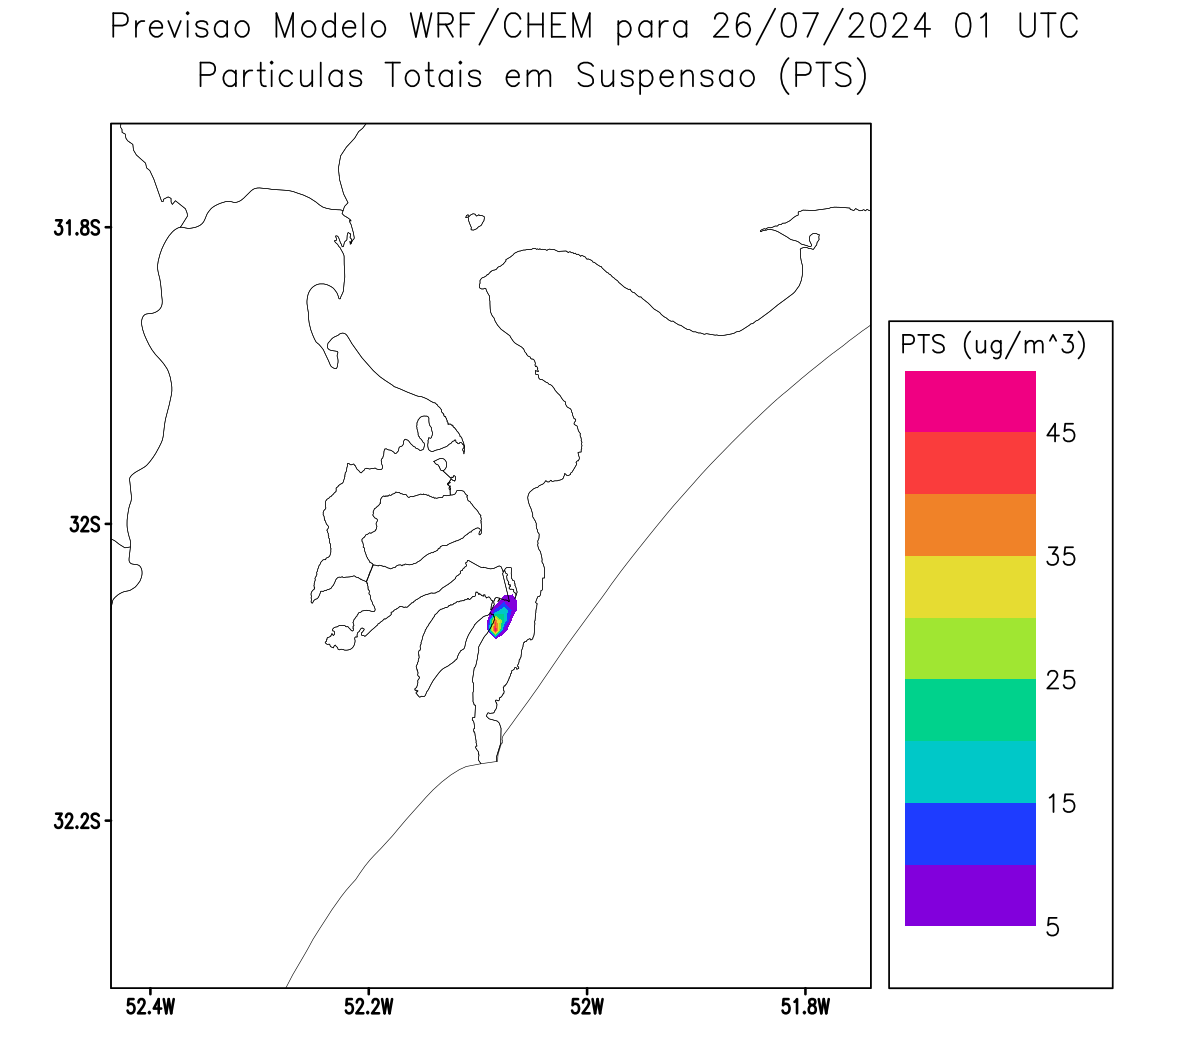 Previsao Modelo WRF/CHEM para 26/07/2024 01 UTC
Particulas Totais em Suspensao (PTS)
31.8S
32S
32.2S
52.4W
52.2W
52W
51.8W
PTS (ug/m^3)
45
35
25
15
5